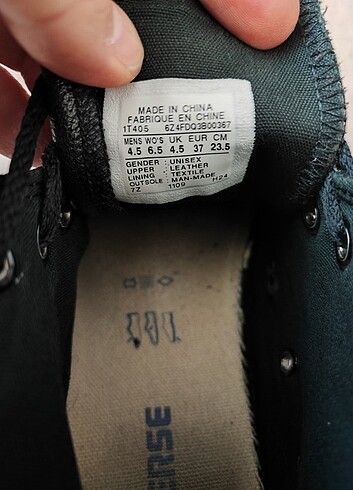 MADE IN CHINA
FABRIQUE EN CHINE
1T405 6Z4FDQ3B00367
MENS WO'S UK EUR CM
4.5 6.5 4.5 37 23.5
GENDER : UNISEX
UPPER : LEATHER
LINING : TEXTILE
OUTSOLE : MAN-MADE
7Z 1109 H24
ERSE